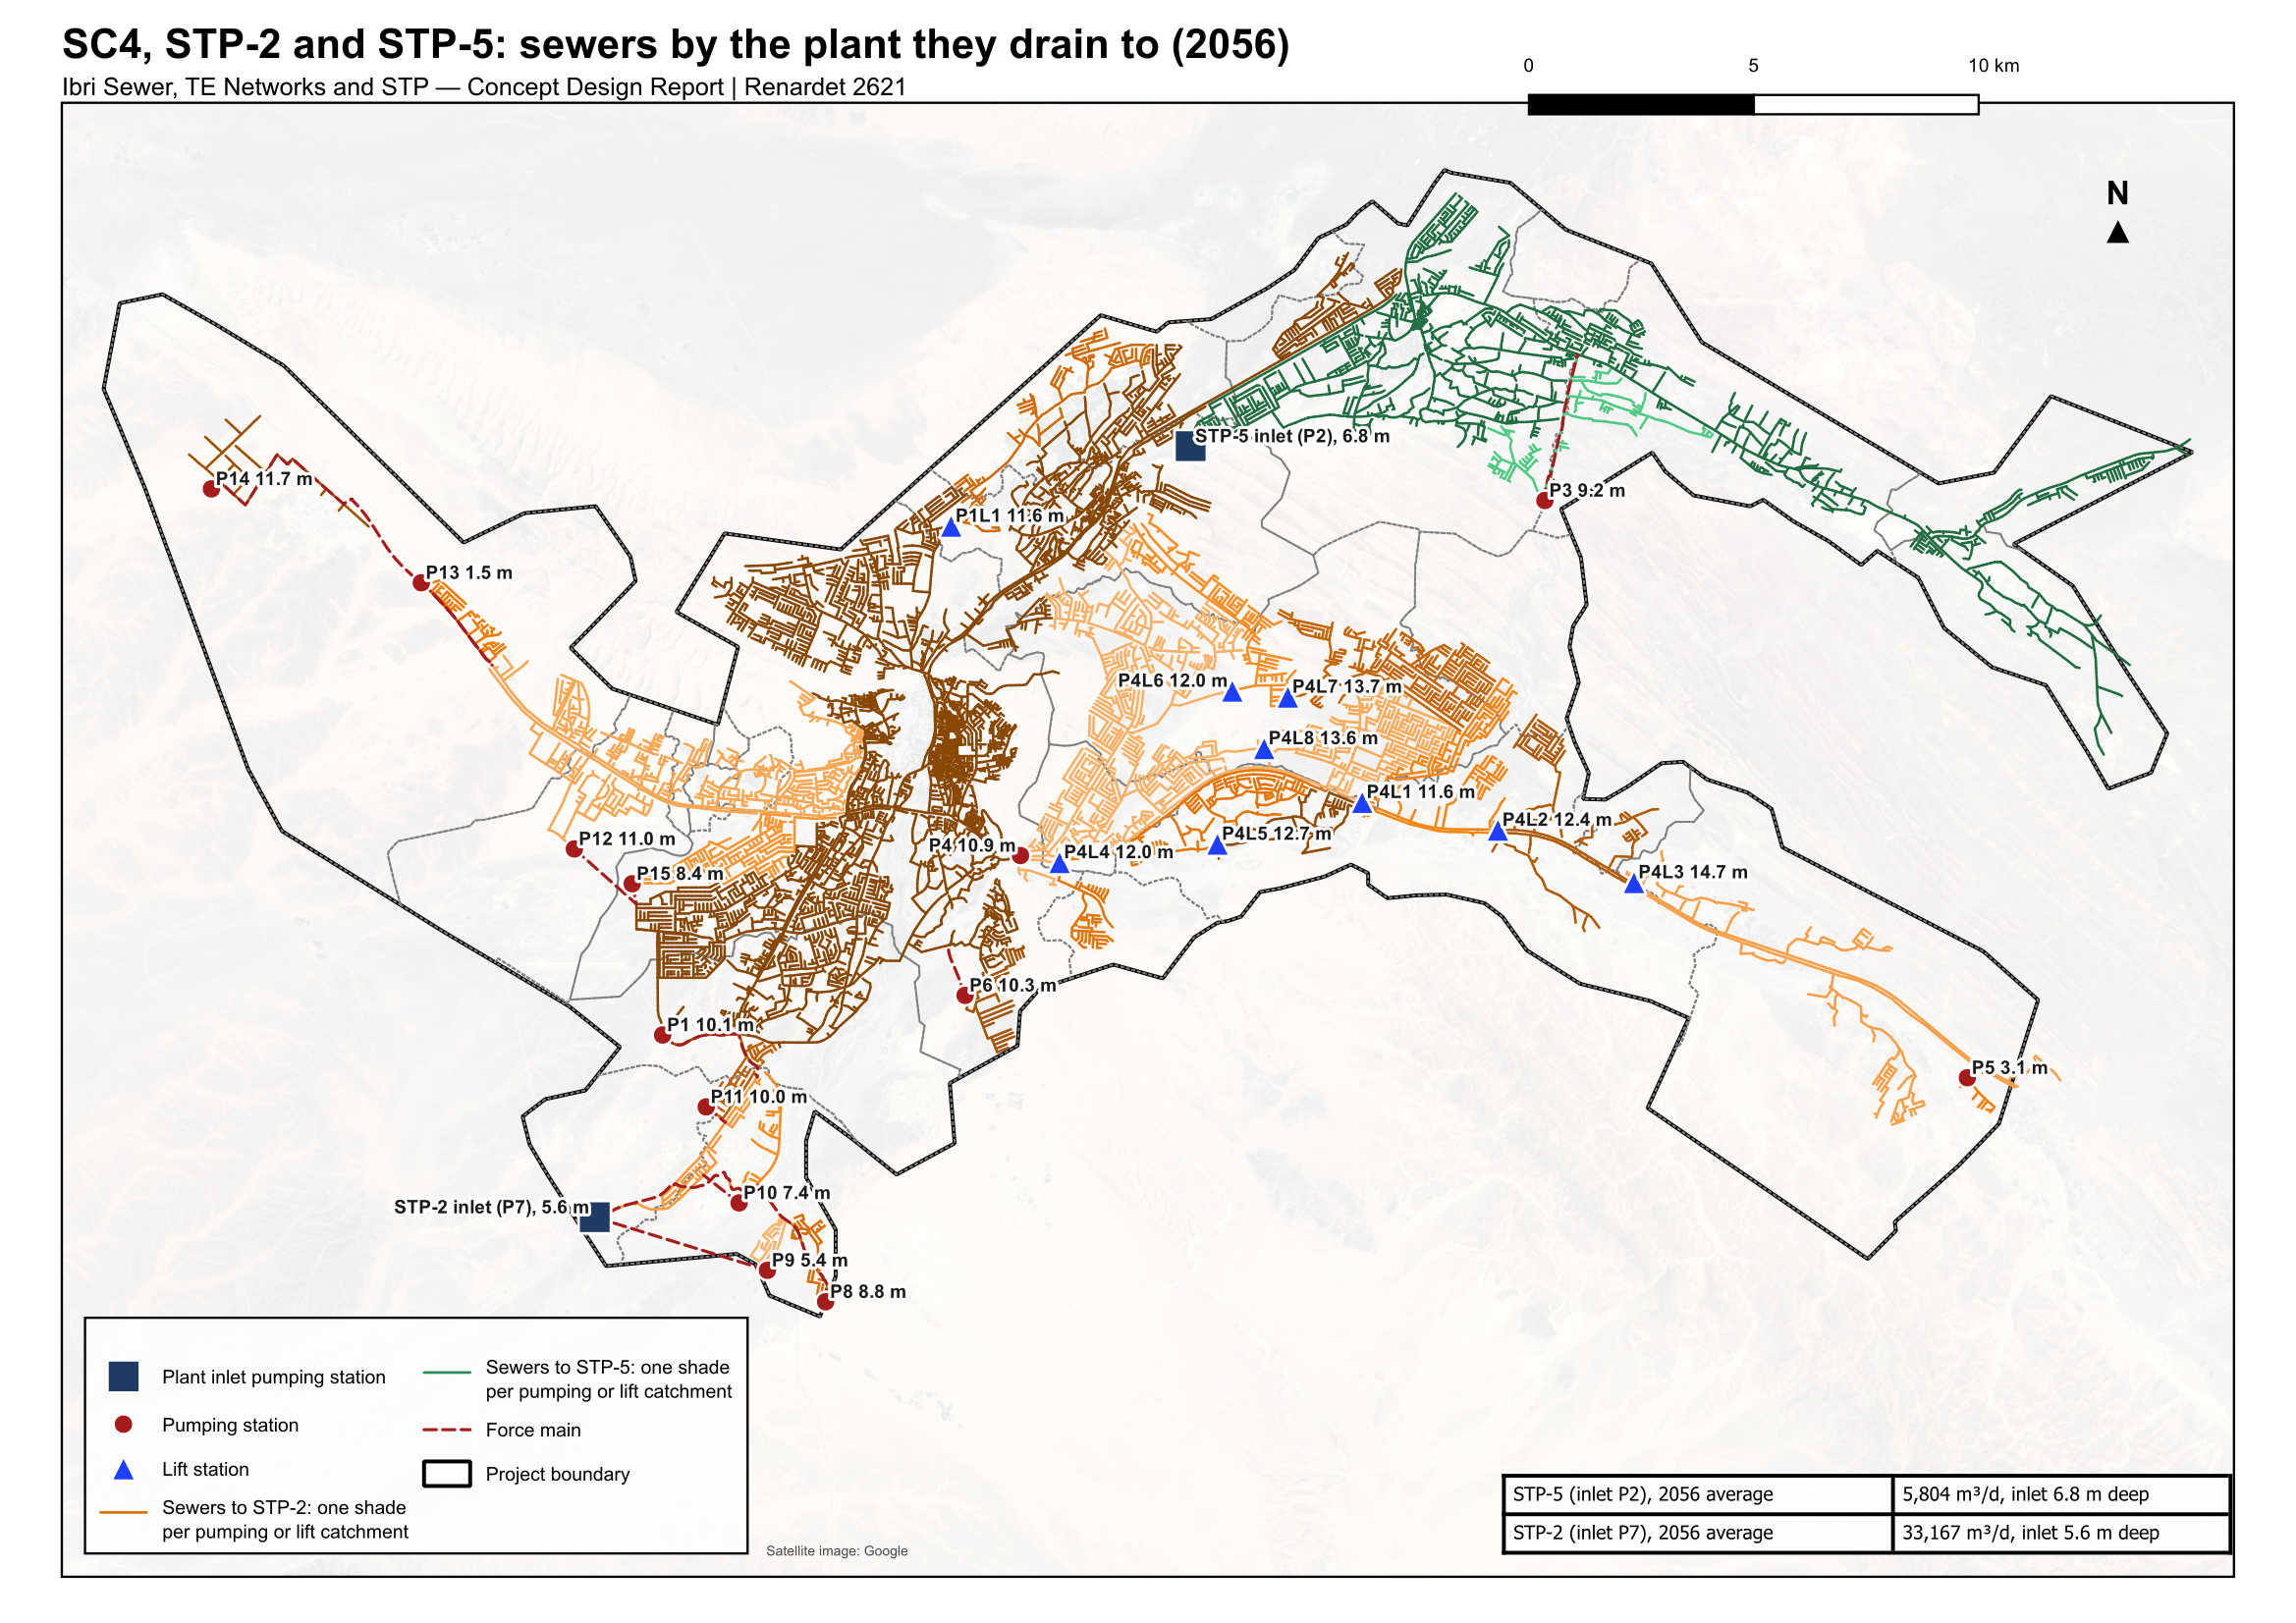 SC4, STP-2 and STP-5: sewers by the plant they drain to (2056)
Ibri Sewer, TE Networks and STP — Concept Design Report | Renardet 2621
0 5 10 km
N
STP-5 inlet (P2), 6.8 m
P14 11.7 m
P3 9.2 m
P1L1 11.6 m
P13 1.5 m
P4L6 12.0 m
P4L7 13.7 m
P4L8 13.6 m
P4L1 11.6 m
P4L2 12.4 m
P12 11.0 m
P4 10.9 m
P4L4 12.0 m
P4L5 12.7 m
P15 8.4 m
P4L3 14.7 m
P6 10.3 m
P1 10.1 m
P5 3.1 m
P11 10.0 m
P10 7.4 m
STP-2 inlet (P7), 5.6 m
P9 5.4 m
P8 8.8 m
Plant inlet pumping station
Pumping station
Lift station
Sewers to STP-2: one shade
per pumping or lift catchment
Sewers to STP-5: one shade
per pumping or lift catchment
Force main
Project boundary
Satellite image: Google
STP-5 (inlet P2), 2056 average 5,804 m³/d, inlet 6.8 m deep
STP-2 (inlet P7), 2056 average 33,167 m³/d, inlet 5.6 m deep